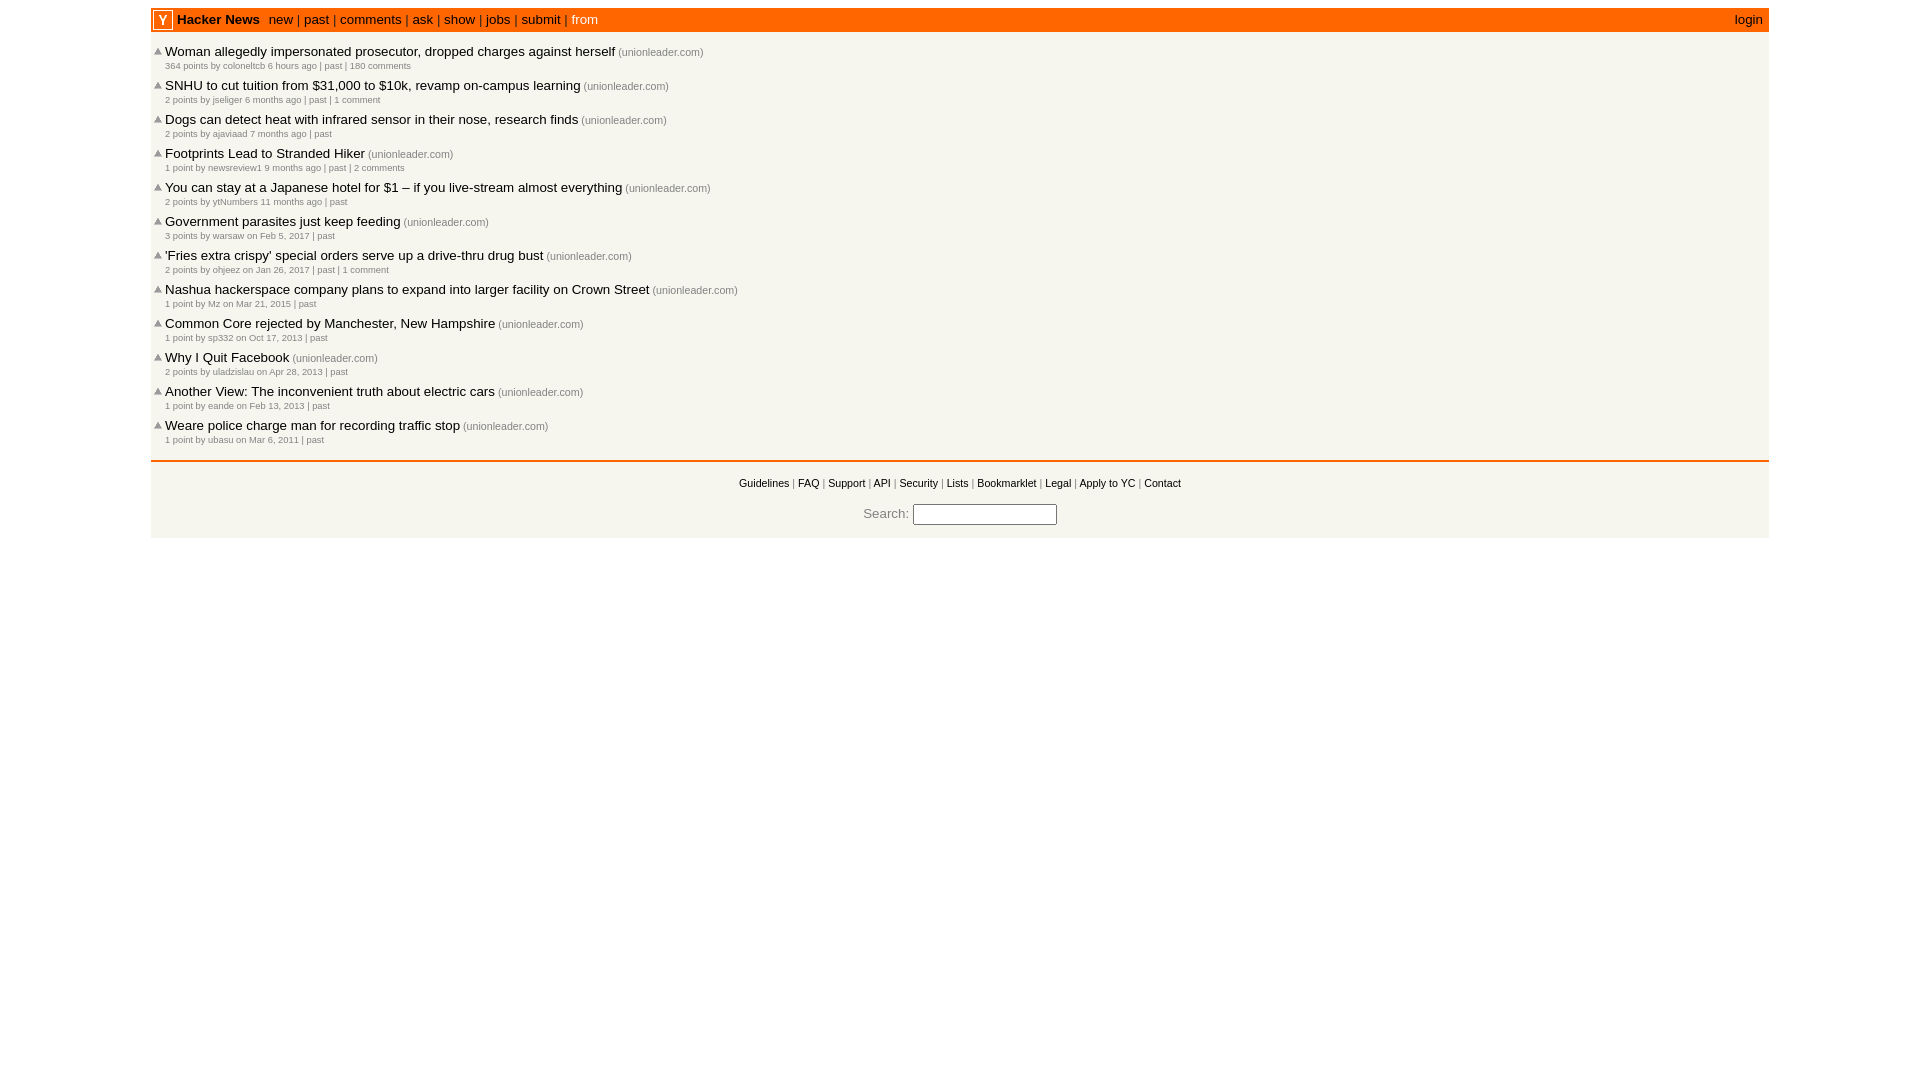 Y Hacker News new | past | comments | ask | show | jobs | submit | from login
Woman allegedly impersonated prosecutor, dropped charges against herself (unionleader.com)
364 points by coloneltcb 6 hours ago | past | 180 comments
SNHU to cut tuition from $31,000 to $10k, revamp on-campus learning (unionleader.com)
2 points by jseliger 6 months ago | past | 1 comment
Dogs can detect heat with infrared sensor in their nose, research finds (unionleader.com)
2 points by ajaviaad 7 months ago | past
Footprints Lead to Stranded Hiker (unionleader.com)
1 point by newsreview1 9 months ago | past | 2 comments
You can stay at a Japanese hotel for $1 – if you live-stream almost everything (unionleader.com)
2 points by ytNumbers 11 months ago | past
Government parasites just keep feeding (unionleader.com)
3 points by warsaw on Feb 5, 2017 | past
'Fries extra crispy' special orders serve up a drive-thru drug bust (unionleader.com)
2 points by ohjeez on Jan 26, 2017 | past | 1 comment
Nashua hackerspace company plans to expand into larger facility on Crown Street (unionleader.com)
1 point by Mz on Mar 21, 2015 | past
Common Core rejected by Manchester, New Hampshire (unionleader.com)
1 point by sp332 on Oct 17, 2013 | past
Why I Quit Facebook (unionleader.com)
2 points by uladzislau on Apr 28, 2013 | past
Another View: The inconvenient truth about electric cars (unionleader.com)
1 point by eande on Feb 13, 2013 | past
Weare police charge man for recording traffic stop (unionleader.com)
1 point by ubasu on Mar 6, 2011 | past
Guidelines | FAQ | Support | API | Security | Lists | Bookmarklet | Legal | Apply to YC | Contact
Search: